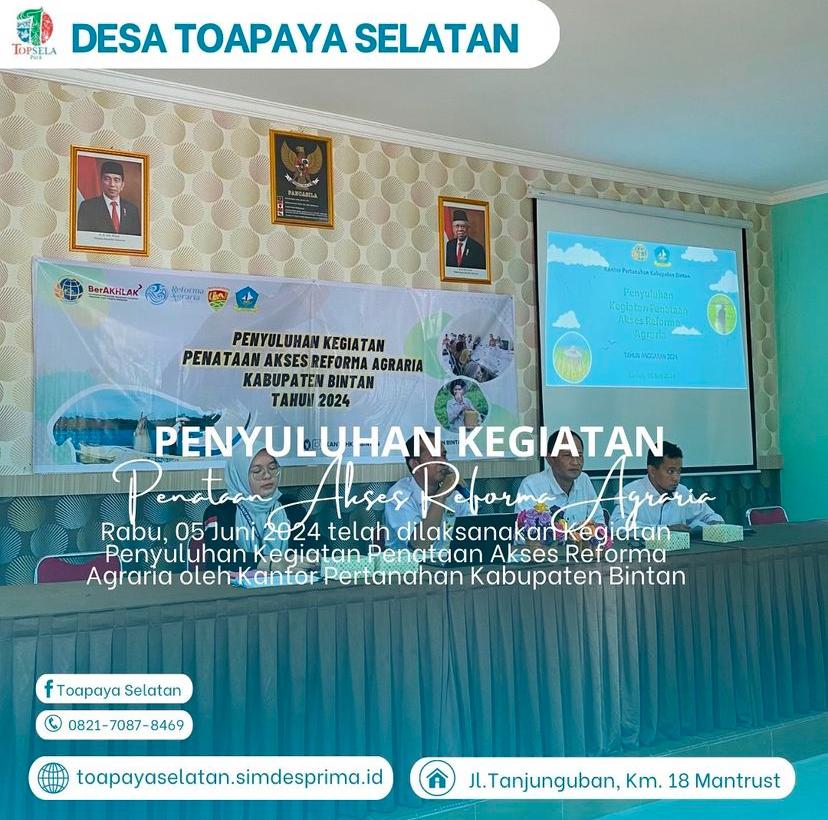 TOPSELA
DESA TOAPAYA SELATAN
PANCASILA
BerAKHLAK
Reforma
Agraria
PENYULUHAN KEGIATAN
PENATAAN AKSES REFORMA AGRARIA
KABUPATEN BINTAN
TAHUN 2024
Kantor Pertanahan Kabupaten Bintan
Penyuluhan
Kegiatan Penataan
Akses Reforma
Agraria
TAHUN ANGGARAN 2024
PENYULUHAN KEGIATAN
Penataan Akses Reforma Agraria
Rabu, 05 Juni 2024 telah dilaksanakan Kegiatan
Penyuluhan Kegiatan Penataan Akses Reforma
Agraria oleh Kantor Pertanahan Kabupaten Bintan
Toapaya Selatan
0821-7087-8469
toapayaselatan.simdesprima.id
Jl.Tanjunguban, Km. 18 Mantrust